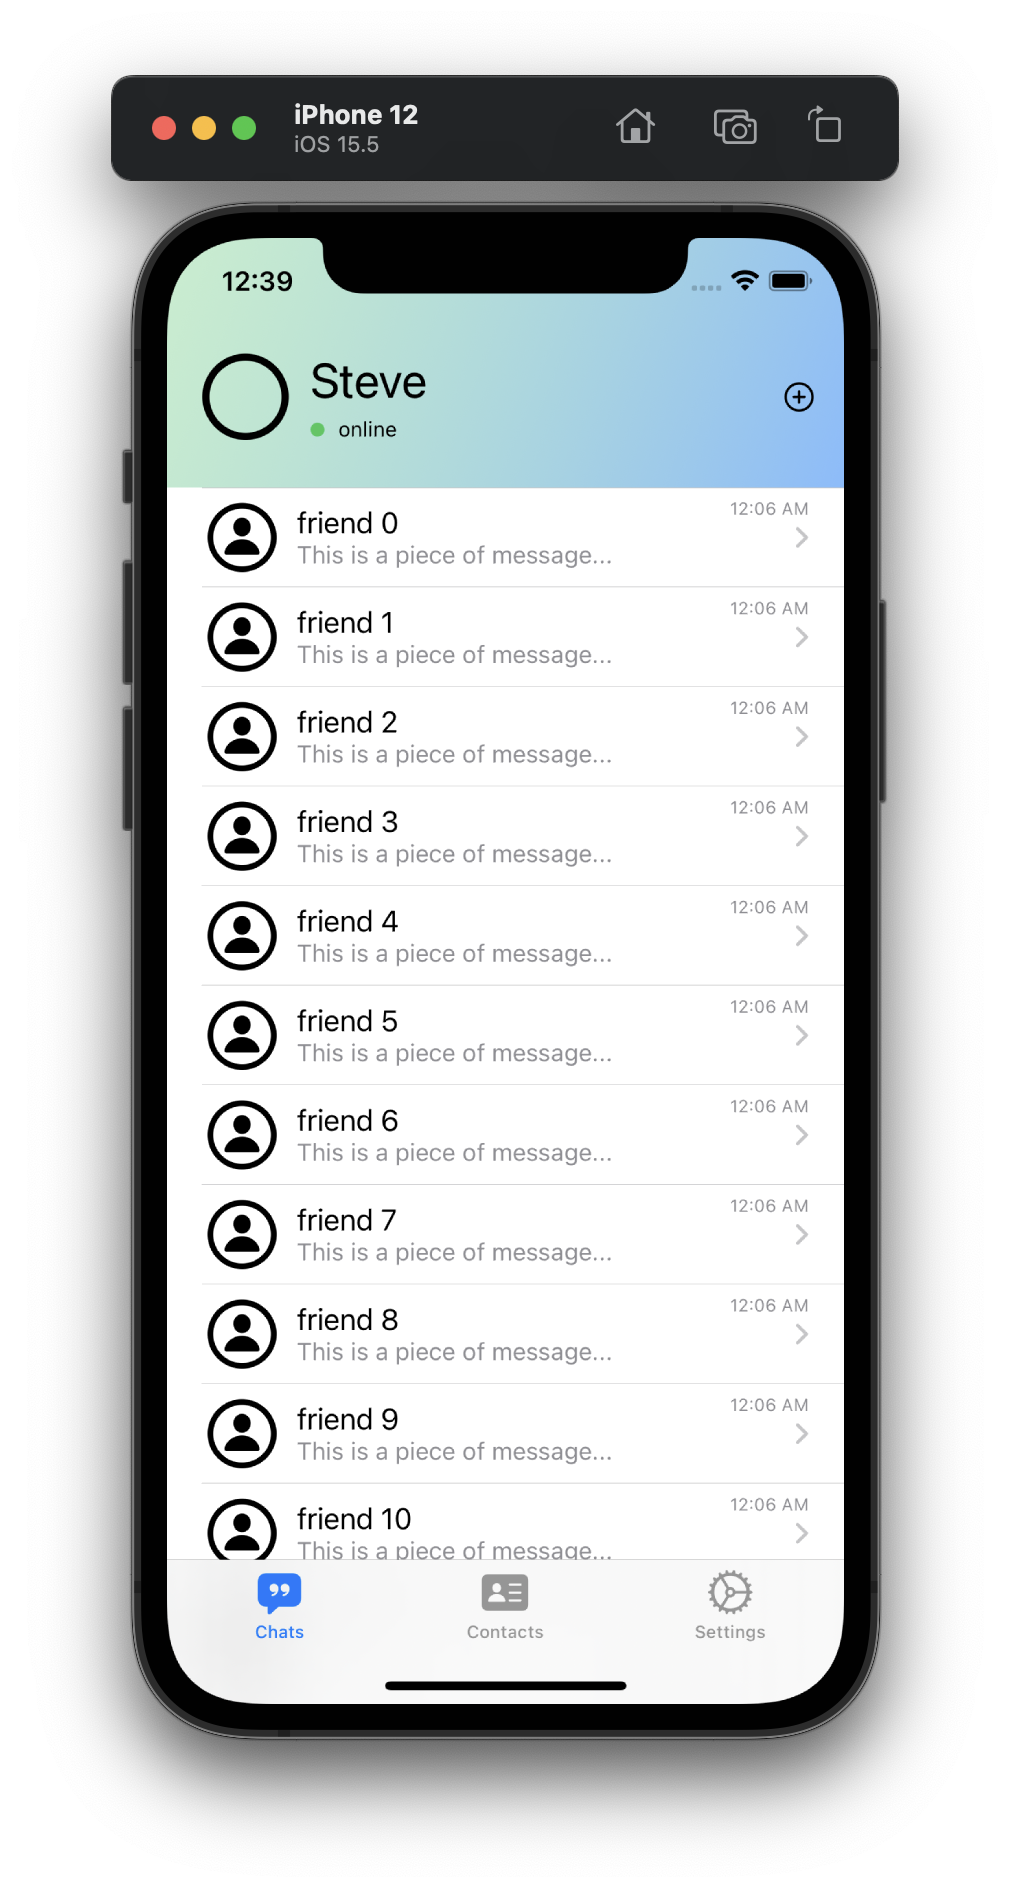 iPhone 12
iOS 15.5
12:39
Steve
online
friend 0
This is a piece of message...
12:06 AM
friend 1
This is a piece of message...
12:06 AM
friend 2
This is a piece of message...
12:06 AM
friend 3
This is a piece of message...
12:06 AM
friend 4
This is a piece of message...
12:06 AM
friend 5
This is a piece of message...
12:06 AM
friend 6
This is a piece of message...
12:06 AM
friend 7
This is a piece of message...
12:06 AM
friend 8
This is a piece of message...
12:06 AM
friend 9
This is a piece of message...
12:06 AM
friend 10
This is a piece of message...
12:06 AM
Chats
Contacts
Settings